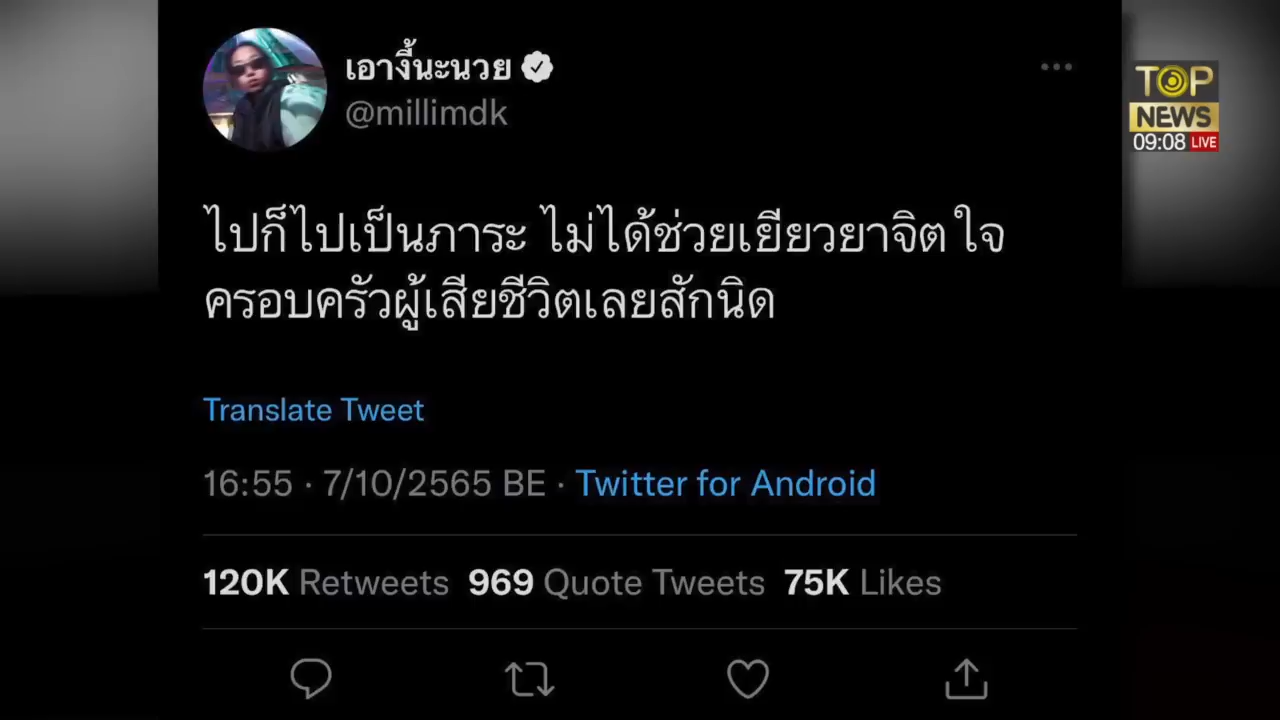 เอางี้นะนวย
@millimdk
TOP
NEWS
09:08 LIVE
ไปก็ไปเป็นภาระ ไม่ได้ช่วยเยียวยาจิตใจ
ครอบครัวผู้เสียชีวิตเลยสักนิด
Translate Tweet
16:55 · 7/10/2565 BE · Twitter for Android
120K Retweets 969 Quote Tweets 75K Likes